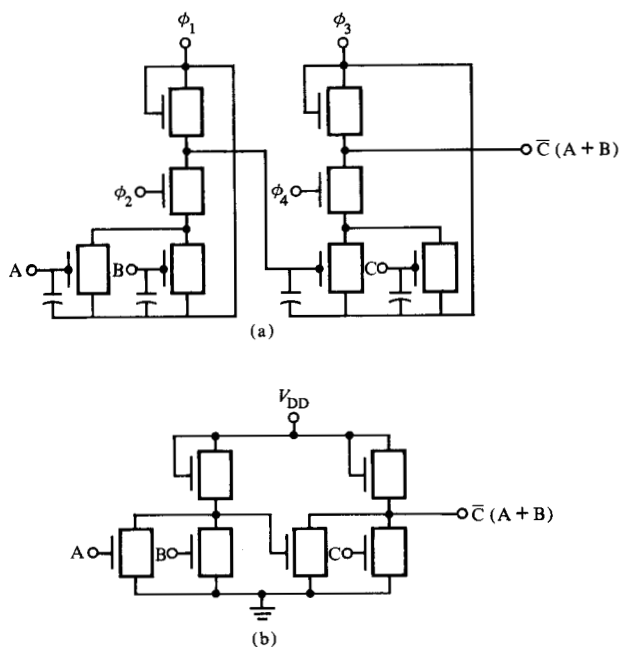 ϕ1 ϕ3
C̅ (A + B)
ϕ2 ϕ4
A B C
(a)
VDD
C̅ (A + B)
A B C
(b)